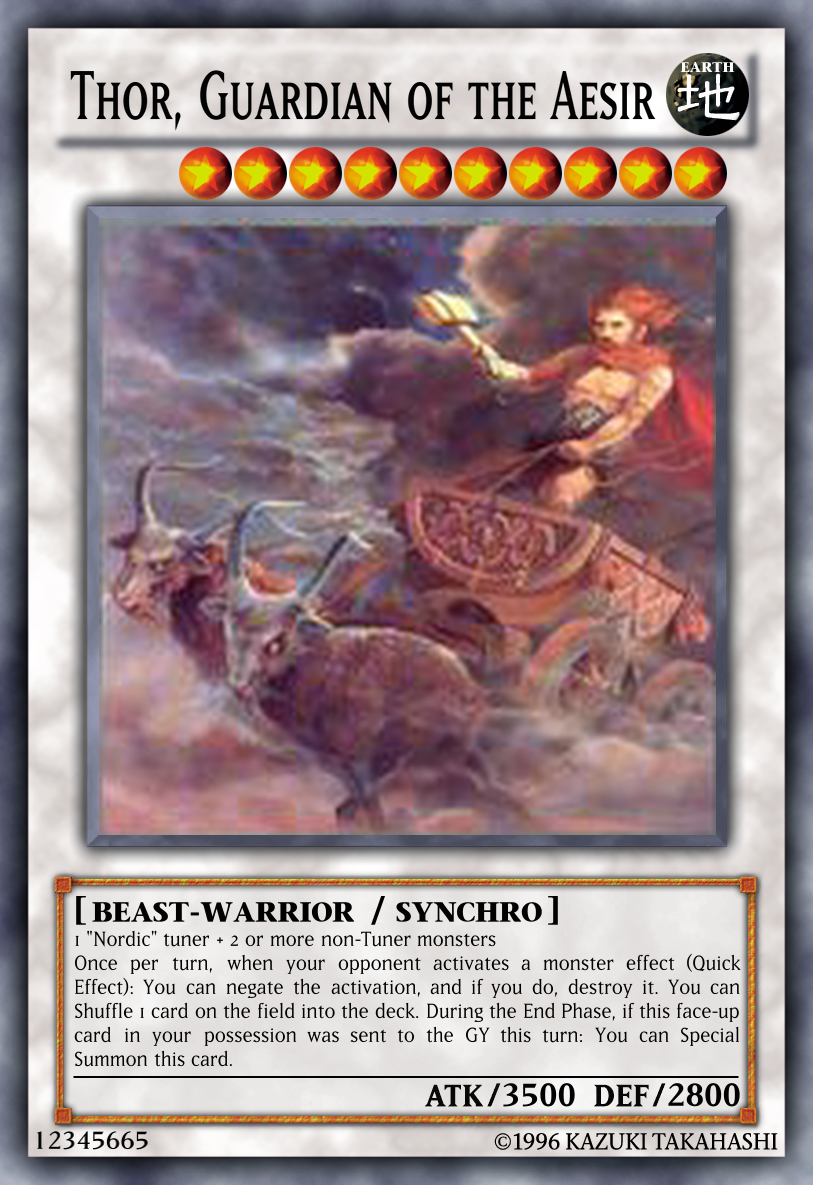 Thor, Guardian of the Aesir
EARTH
地
[ BEAST-WARRIOR / SYNCHRO ]
1 "Nordic" tuner + 2 or more non-Tuner monsters
Once per turn, when your opponent activates a monster effect (Quick
Effect): You can negate the activation, and if you do, destroy it. You can
Shuffle 1 card on the field into the deck. During the End Phase, if this face-up
card in your possession was sent to the GY this turn: You can Special
Summon this card.
ATK/3500 DEF/2800
12345665
©1996 KAZUKI TAKAHASHI